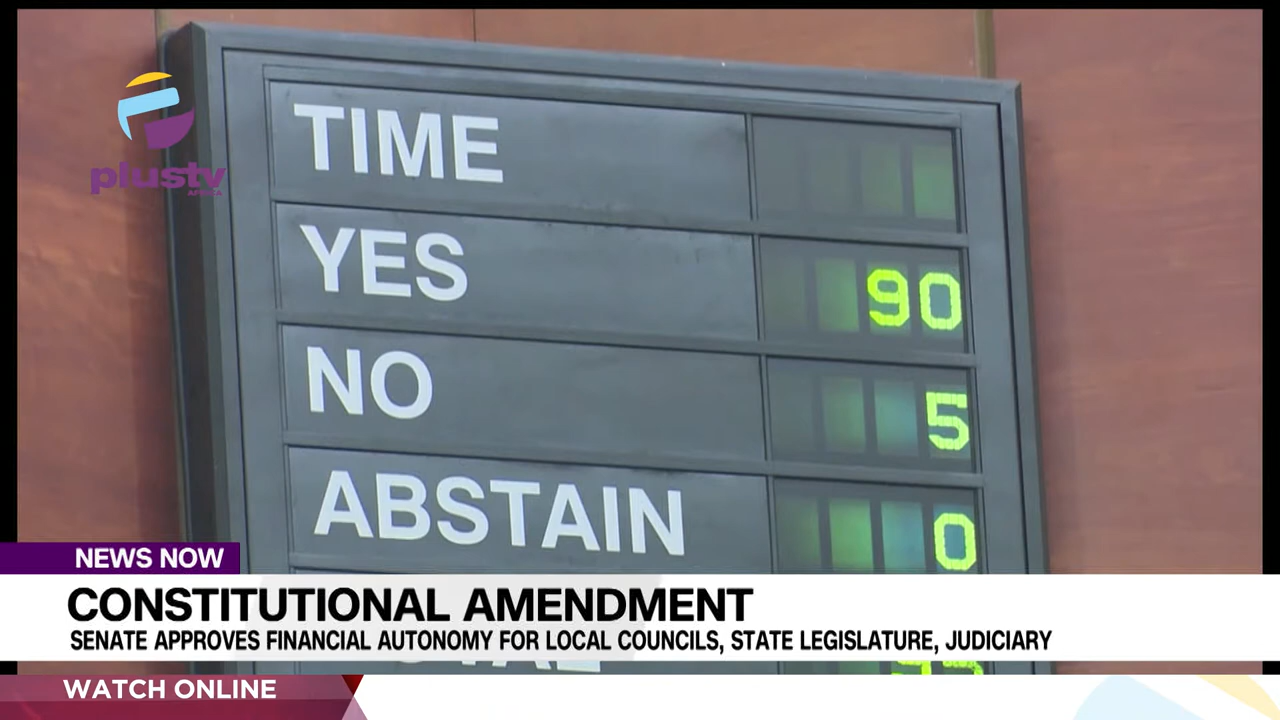 plustv
AFRICA
TIME
YES 90
NO 5
ABSTAIN 0
NEWS NOW
CONSTITUTIONAL AMENDMENT
SENATE APPROVES FINANCIAL AUTONOMY FOR LOCAL COUNCILS, STATE LEGISLATURE, JUDICIARY
WATCH ONLINE